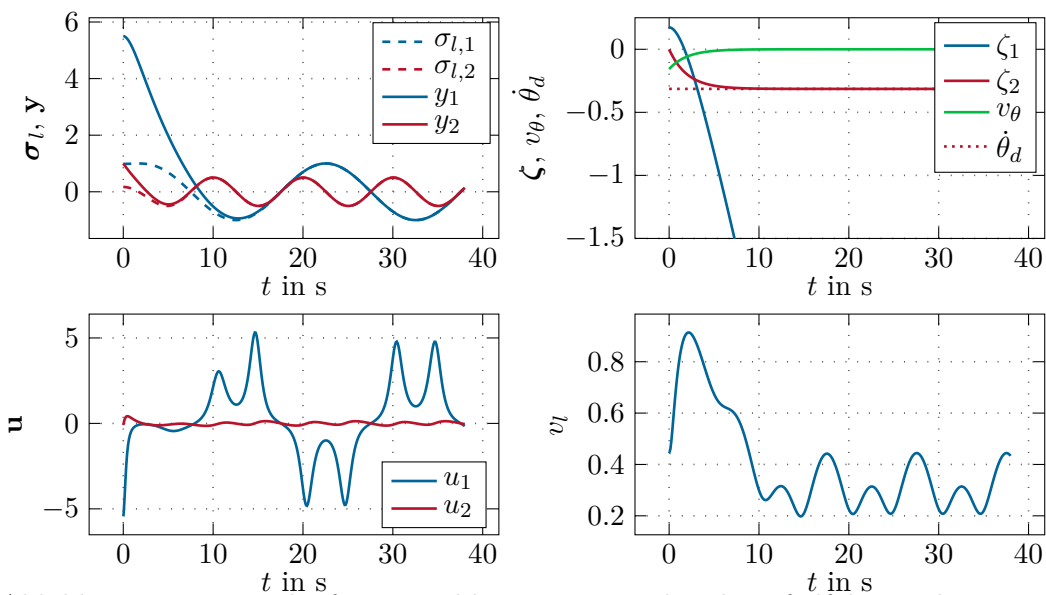 σ_l, y
6
4
2
0
0 10 20 30 40
t in s
σ_{l,1}
σ_{l,2}
y_1
y_2
ζ, v_θ, θ̇_d
0
−0.5
−1
−1.5
0 10 20 30 40
t in s
ζ_1
ζ_2
v_θ
θ̇_d
u
5
0
−5
0 10 20 30 40
t in s
u_1
u_2
v_l
0.8
0.6
0.4
0.2
0 10 20 30 40
t in s